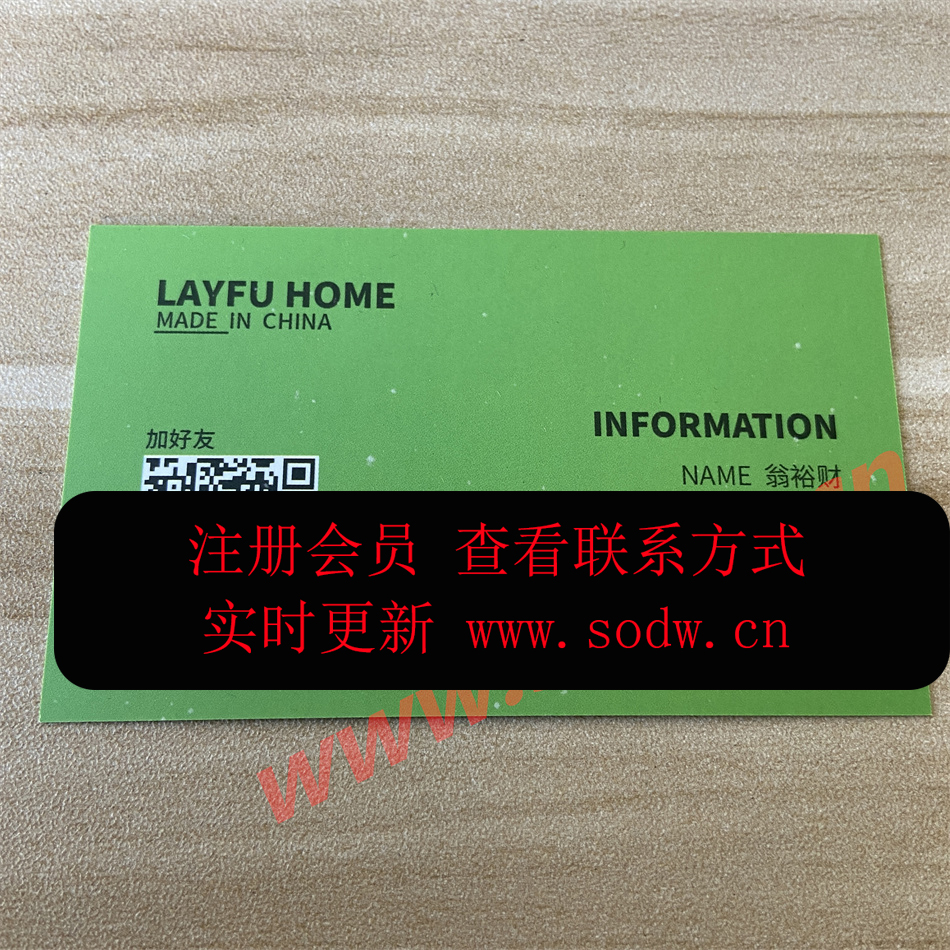 LAYFU HOME
MADE IN CHINA
加好友
INFORMATION
NAME 翁裕财
注册会员 查看联系方式
实时更新 www.sodw.cn
www.